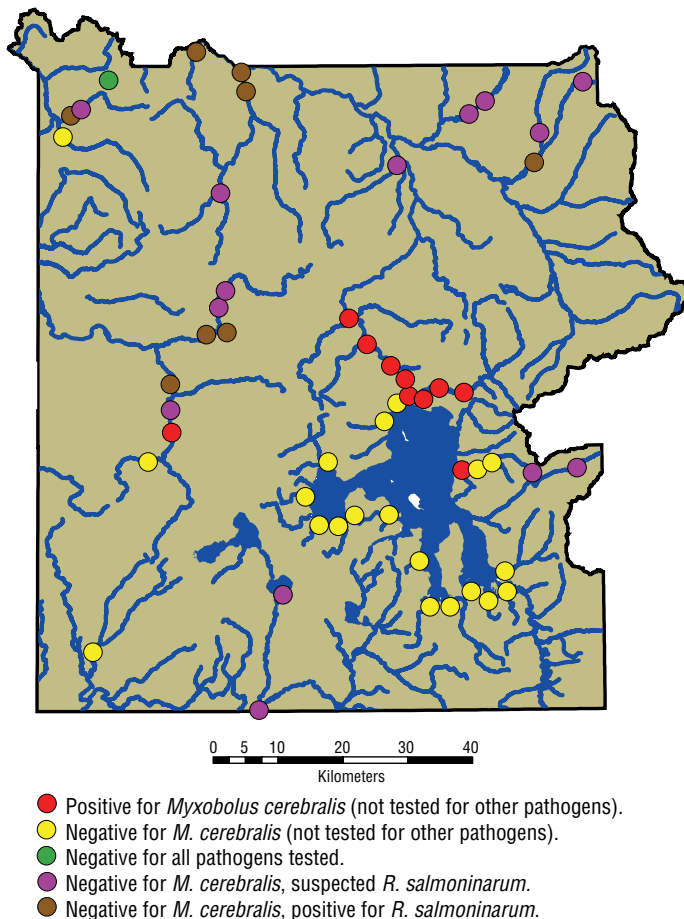 0 5 10 20 30 40
Kilometers
Positive for Myxobolus cerebralis (not tested for other pathogens).
Negative for M. cerebralis (not tested for other pathogens).
Negative for all pathogens tested.
Negative for M. cerebralis, suspected R. salmoninarum.
Negative for M. cerebralis, positive for R. salmoninarum.